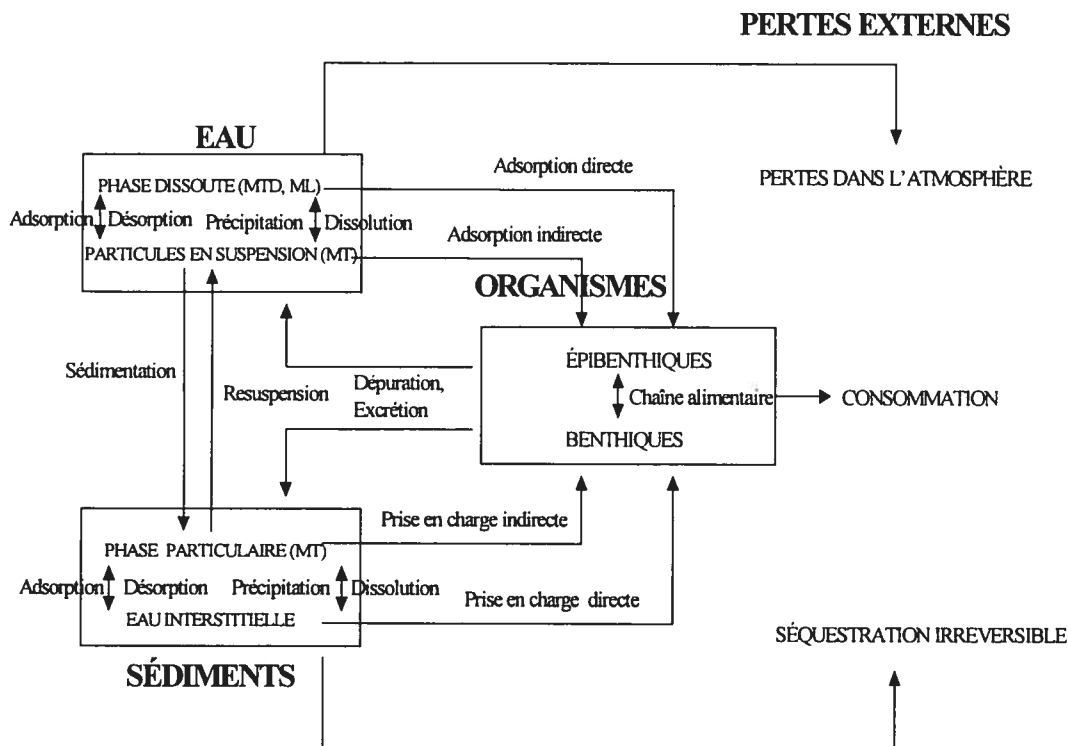 PERTES EXTERNES
EAU
Adsorption directe
PHASE DISSOUTE (MTD, ML)
PERTES DANS L'ATMOSPHÈRE
Adsorption Désorption Précipitation Dissolution
Adsorption indirecte
PARTICULES EN SUSPENSION (MT)
ORGANISMES
ÉPIBENTHIQUES
Sédimentation
Resuspension
Dépuration,
Excrétion
Chaîne alimentaire
CONSOMMATION
BENTHIQUES
Prise en charge indirecte
PHASE PARTICULAIRE (MT)
Adsorption Désorption Précipitation Dissolution
Prise en charge directe
EAU INTERSTITIELLE
SÉQUESTRATION IRREVERSIBLE
SÉDIMENTS